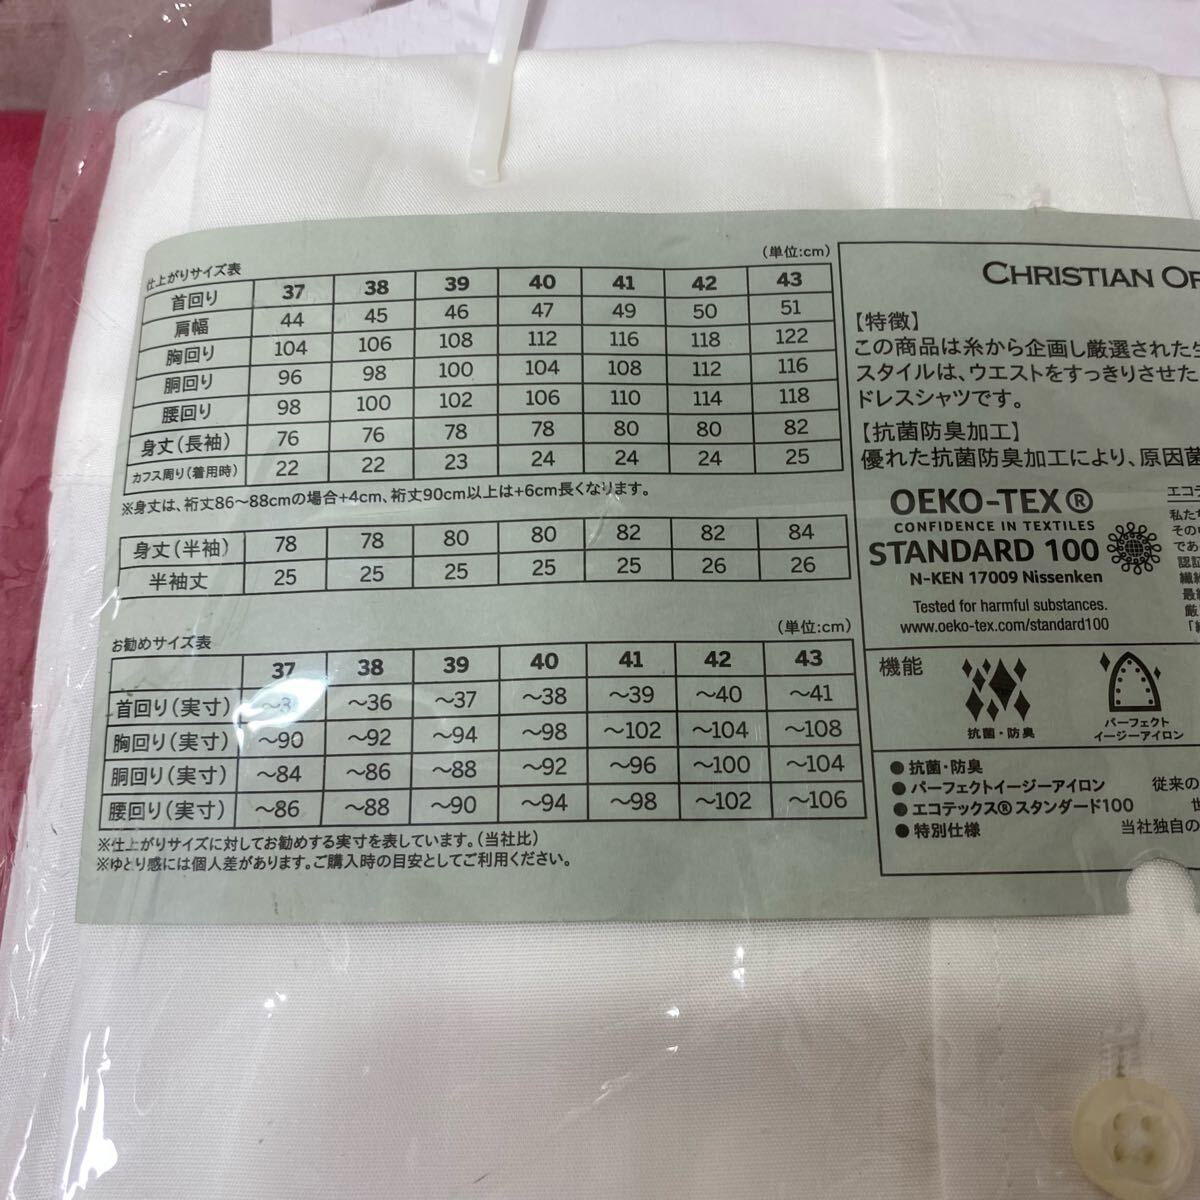 仕上がりサイズ表 (単位:cm)
首回り 37 38 39 40 41 42 43
肩幅 44 45 46 47 49 50 51
胸回り 104 106 108 112 116 118 122
胴回り 96 98 100 104 108 112 116
腰回り 98 100 102 106 110 114 118
身丈(長袖) 76 76 78 78 80 80 82
カフス周り(着用時) 22 22 23 24 24 24 25
※身丈は、裄丈86〜88cmの場合+4cm、裄丈90cm以上は+6cm長くなります。
身丈(半袖) 78 78 80 80 82 82 84
半袖丈 25 25 25 25 25 26 26
お勧めサイズ表 (単位:cm)
37 38 39 40 41 42 43
首回り(実寸) 〜36 〜37 〜38 〜39 〜40 〜41
胸回り(実寸) 〜90 〜92 〜94 〜98 〜102 〜104 〜108
胴回り(実寸) 〜84 〜86 〜88 〜92 〜96 〜100 〜104
腰回り(実寸) 〜86 〜88 〜90 〜94 〜98 〜102 〜106
※仕上がりサイズに対してお勧めする実寸を表しています。(当社比)
※ゆとり感には個人差があります。ご購入時の目安としてご利用ください。
CHRISTIAN OR
【特徴】
この商品は糸から企画し厳選された
スタイルは、ウエストをすっきりさせた
ドレスシャツです。
【抗菌防臭加工】
優れた抗菌防臭加工により、原因菌
OEKO-TEX®
CONFIDENCE IN TEXTILES
STANDARD 100
N-KEN 17009 Nissenken
Tested for harmful substances.
www.oeko-tex.com/standard100
エコテ
私たち
その
であ
認証
繊維
最終
厳
機能
抗菌・防臭
パーフェクト
イージーアイロン
● 抗菌・防臭
● パーフェクトイージーアイロン 従来の
● エコテックス®スタンダード100
● 特別仕様 当社独自の